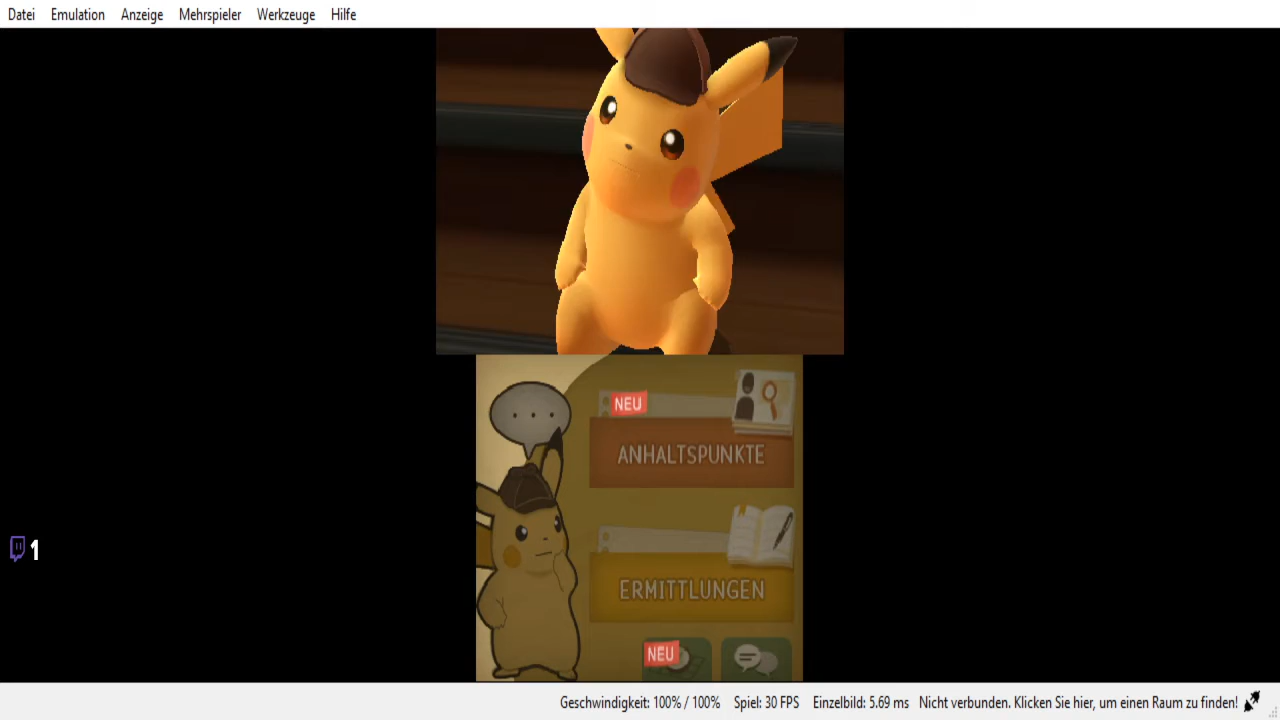 Datei Emulation Anzeige Mehrspieler Werkzeuge Hilfe
NEU
ANHALTSPUNKTE
ERMITTLUNGEN
NEU
1
Geschwindigkeit: 100% / 100% Spiel: 30 FPS Einzelbild: 5.69 ms Nicht verbunden. Klicken Sie hier, um einen Raum zu finden!